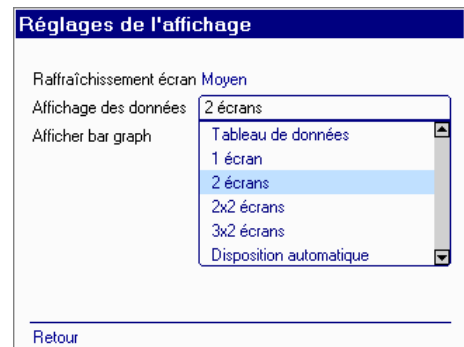 Réglages de l'affichage
Raffraîchissement écran Moyen
Affichage des données 2 écrans
Afficher bar graph
Tableau de données
1 écran
2 écrans
2x2 écrans
3x2 écrans
Disposition automatique
Retour